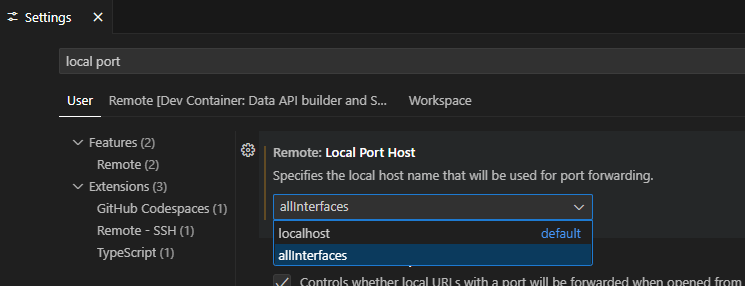 Settings
local port
User Remote [Dev Container: Data API builder and S... Workspace
Features (2)
Remote (2)
Extensions (3)
GitHub Codespaces (1)
Remote - SSH (1)
TypeScript (1)
Remote: Local Port Host
Specifies the local host name that will be used for port forwarding.
allInterfaces
localhost default
allInterfaces
Controls whether local URLs with a port will be forwarded when opened from